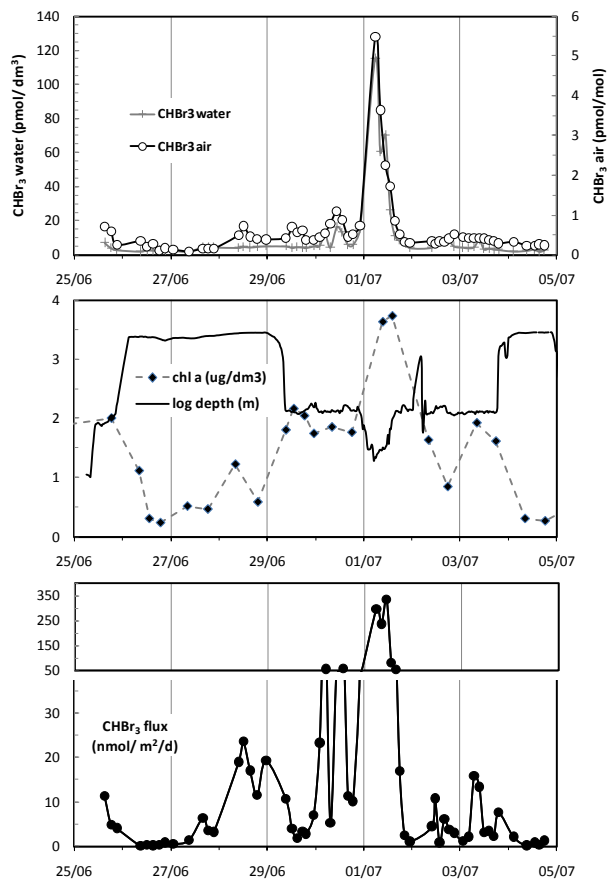 140
120
100
80
60
40
20
0
CHBr₃ water (pmol/ dm³)
CHBr3water
CHBr3air
6
5
4
3
2
1
0
CHBr₃ air (pmol/mol)
25/06 27/06 29/06 01/07 03/07 05/07
4
3
2
1
0
chl a (ug/dm3)
log depth (m)
25/06 27/06 29/06 01/07 03/07 05/07
350
250
150
50
30
20
10
0
CHBr₃ flux
(nmol/ m²/d)
25/06 27/06 29/06 01/07 03/07 05/07